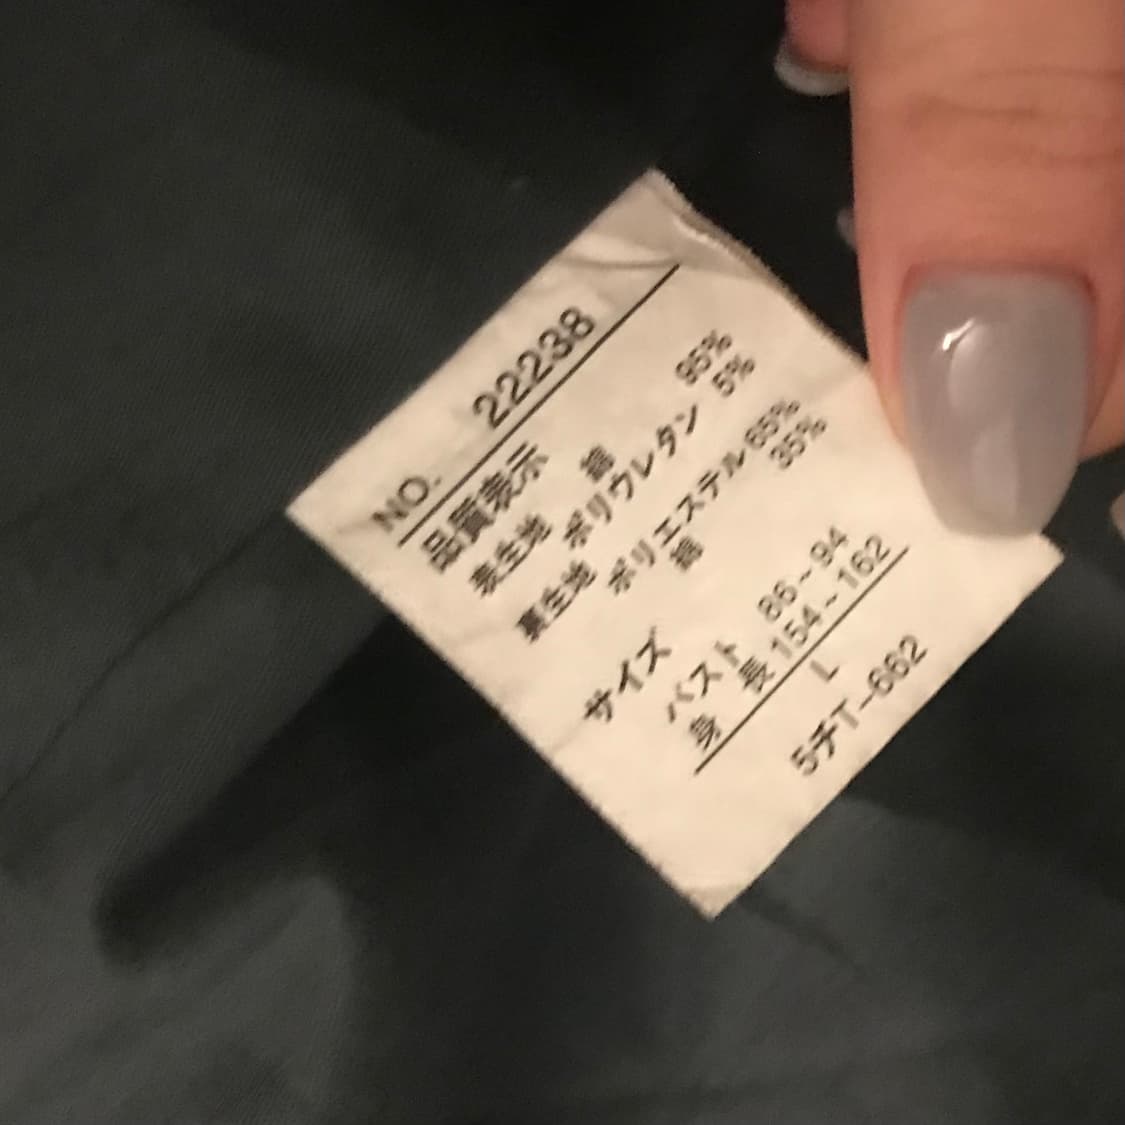 NO. 22238
品質表示
表生地 綿 95%
ポリウレタン 5%
裏生地 ポリエステル 65%
綿 35%
サイズ
バスト 86~94
身長 154~162
L
5チT-662